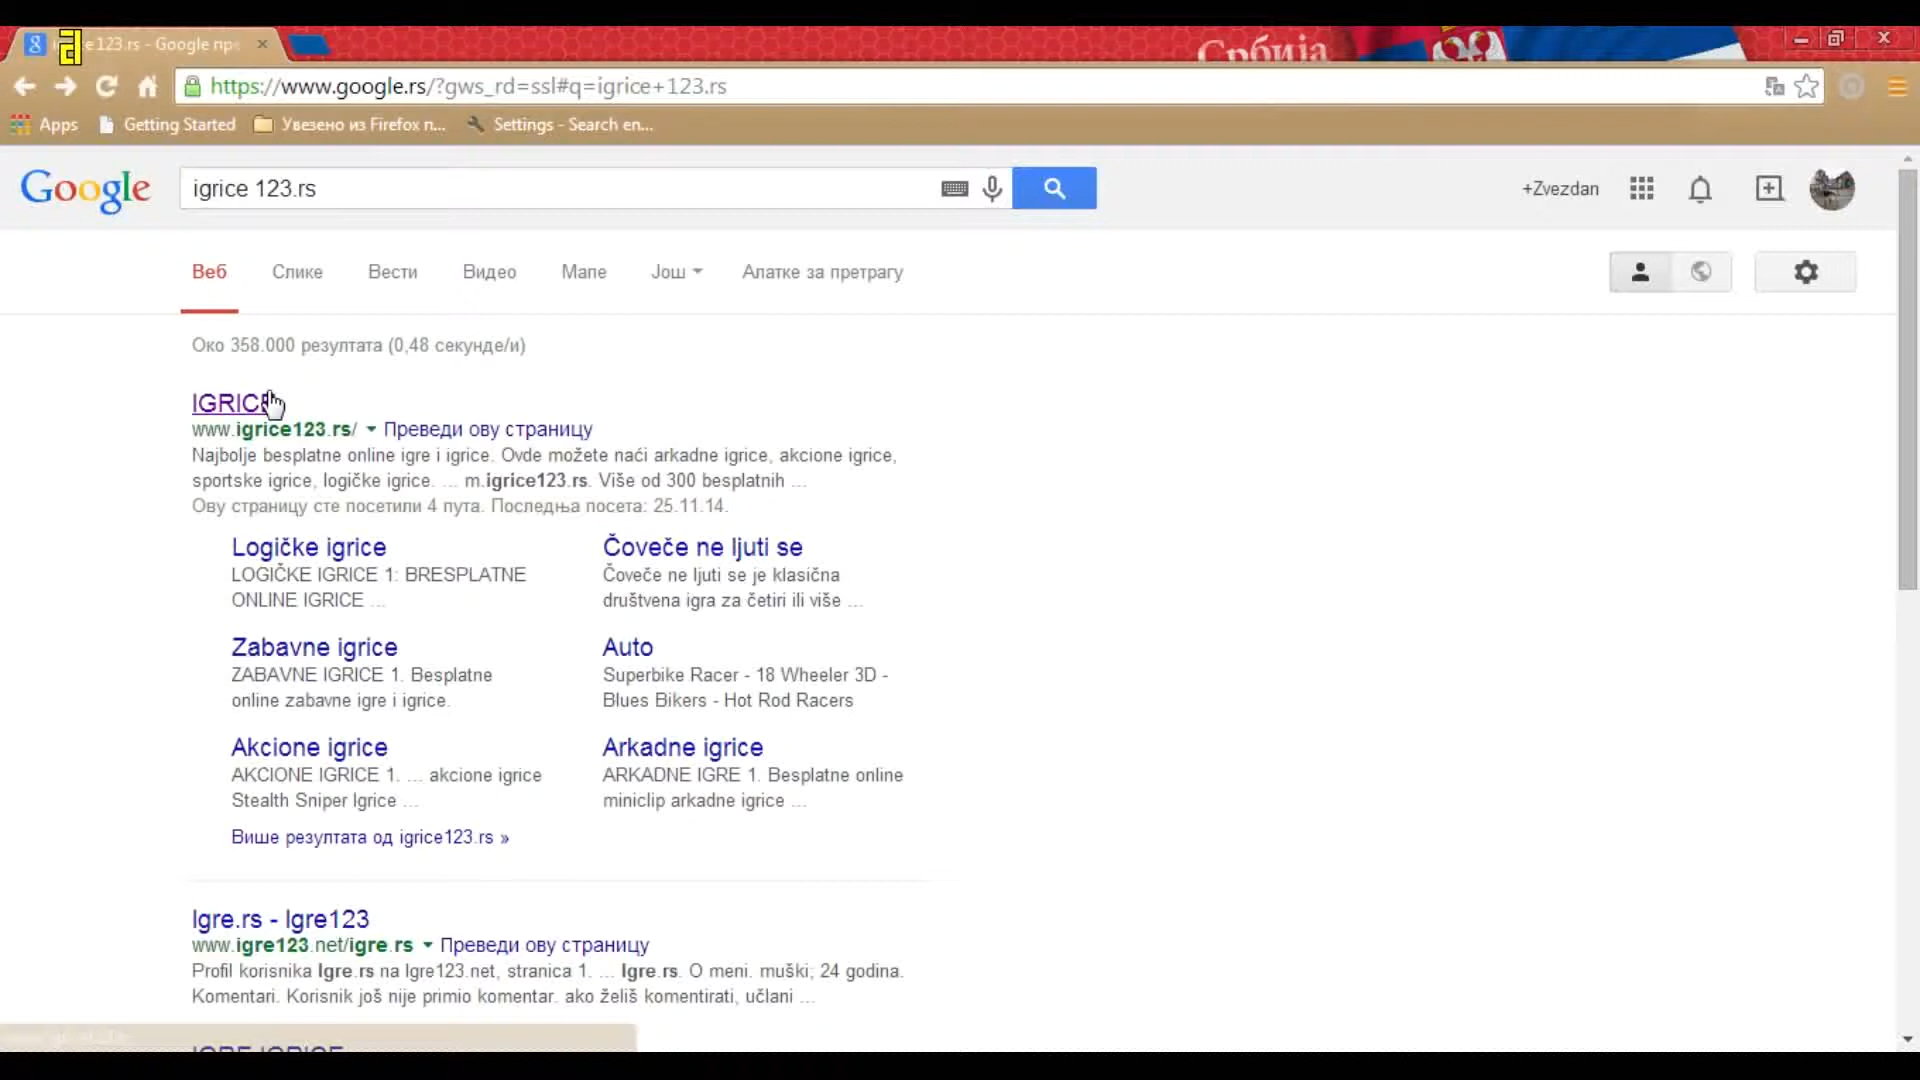 e 123.rs - Google пре
Србија
https://www.google.rs/?gws_rd=ssl#q=igrice+123.rs
Apps Getting Started Увезено из Firefox п... Settings - Search en...
Google igrice 123.rs +Zvezdan
Веб Слике Вести Видео Мапе Још Алатке за претрагу
Око 358.000 резултата (0,48 секунде/и)
IGRICE
www.igrice123.rs/ Преведи ову страницу
Najbolje besplatne online igre i igrice. Ovde možete naći arkadne igrice, akcione igrice,
sportske igrice, logičke igrice. ... m.igrice123.rs. Više od 300 besplatnih ...
Ову страницу сте посетили 4 пута. Последња посета: 25.11.14.
Logičke igrice
LOGIČKE IGRICE 1: BRESPLATNE
ONLINE IGRICE ...
Čoveče ne ljuti se
Čoveče ne ljuti se je klasična
društvena igra za četiri ili više ...
Zabavne igrice
ZABAVNE IGRICE 1. Besplatne
online zabavne igre i igrice.
Auto
Superbike Racer - 18 Wheeler 3D -
Blues Bikers - Hot Rod Racers
Akcione igrice
AKCIONE IGRICE 1. ... akcione igrice
Stealth Sniper Igrice ...
Arkadne igrice
ARKADNE IGRE 1. Besplatne online
miniclip arkadne igrice ...
Више резултата од igrice123.rs »
Igre.rs - Igre123
www.igre123.net/igre.rs Преведи ову страницу
Profil korisnika Igre.rs na Igre123.net, stranica 1. ... Igre.rs. O meni. muški; 24 godina.
Komentari. Korisnik još nije primio komentar. ako želiš komentirati, učlani ...
IGRE IGRICE